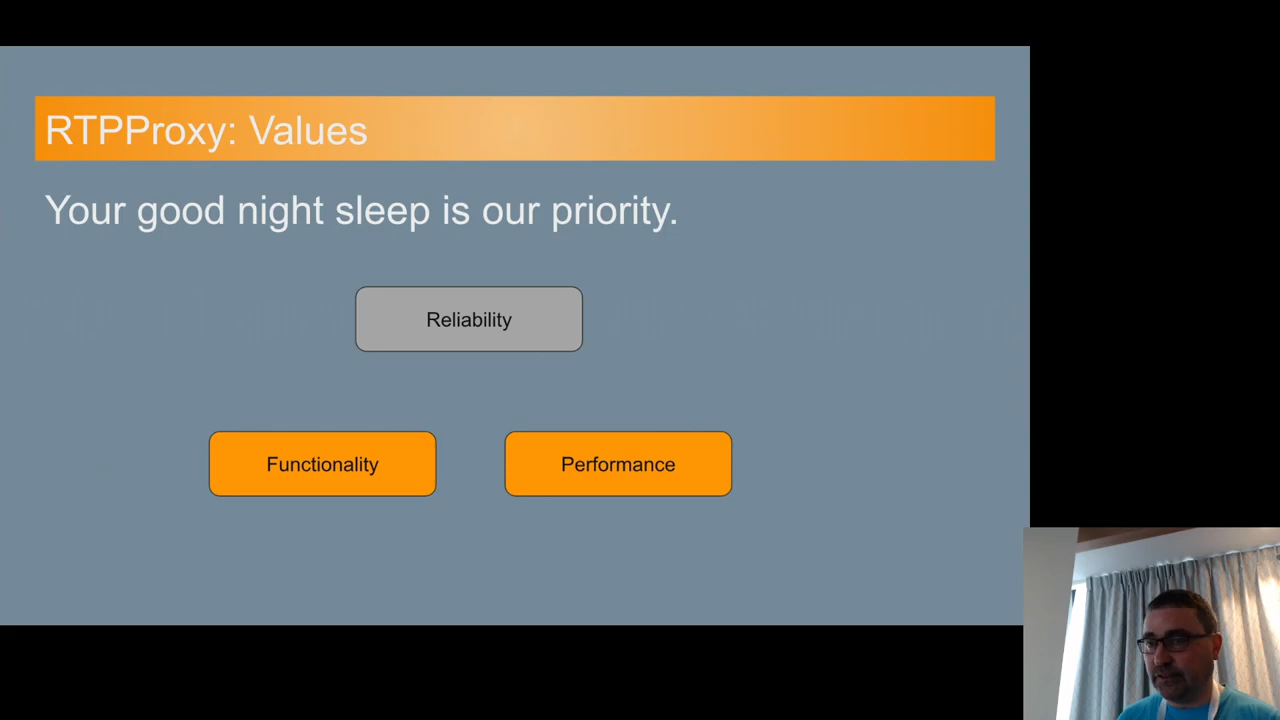 RTPProxy: Values
Your good night sleep is our priority.
Reliability
Functionality
Performance